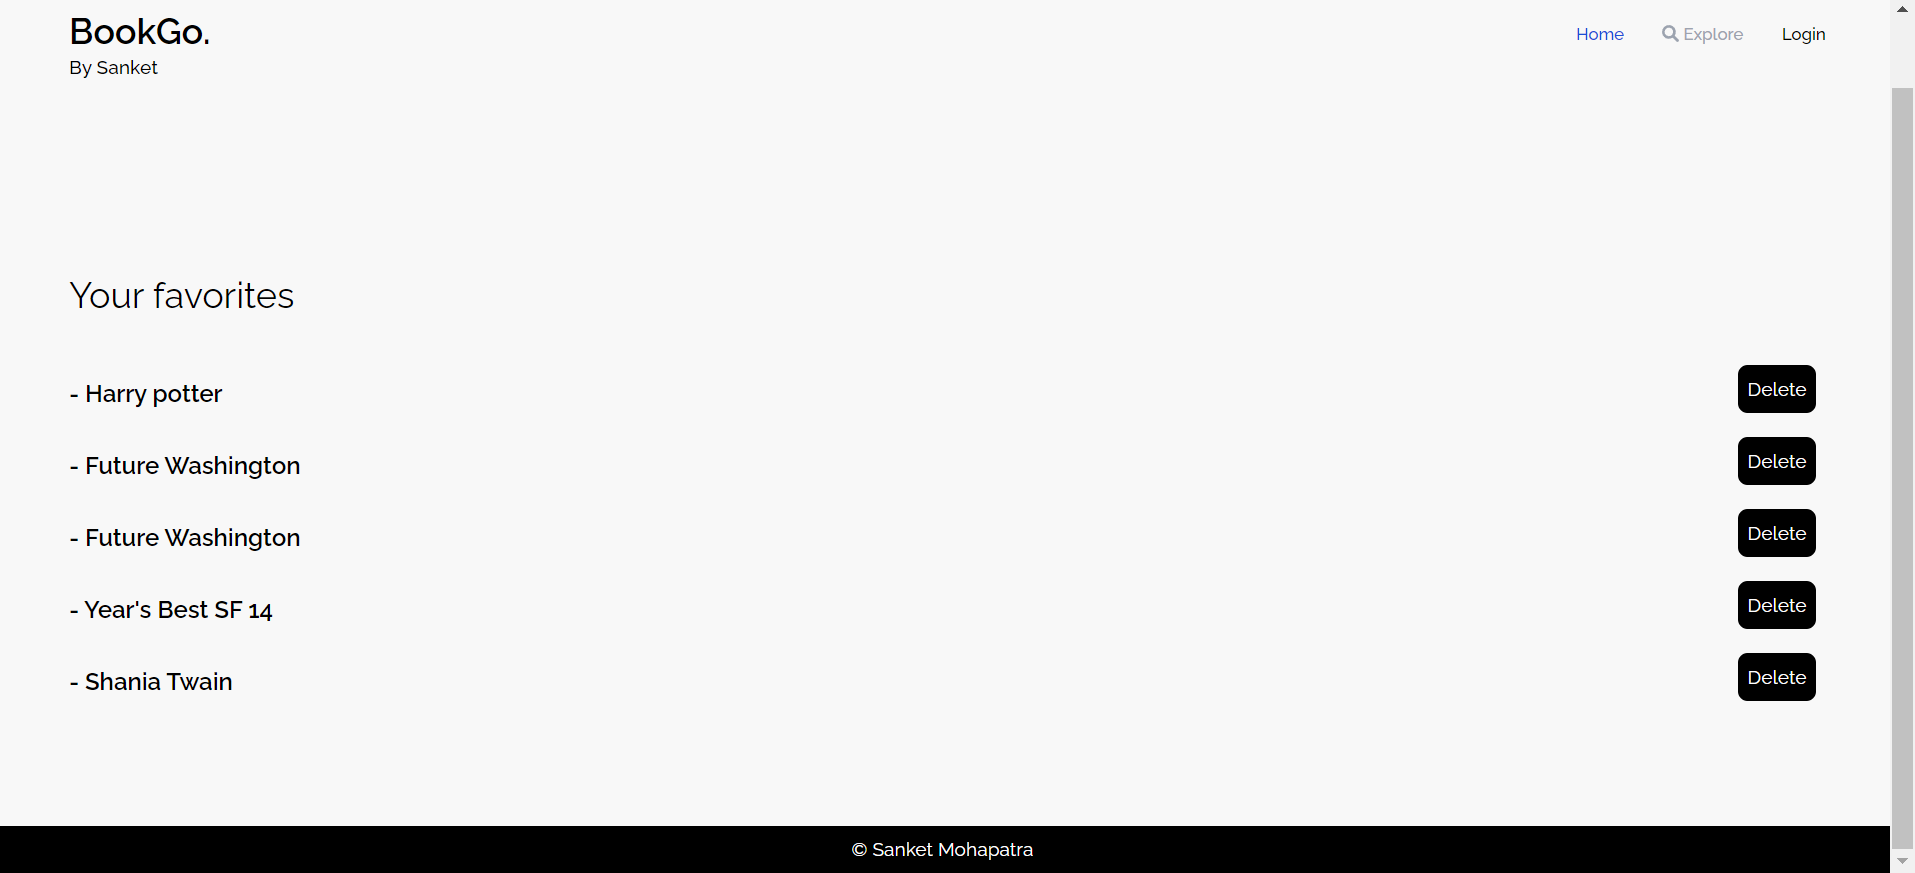 BookGo.
By Sanket
Home Explore Login
Your favorites
- Harry potter Delete
- Future Washington Delete
- Future Washington Delete
- Year's Best SF 14 Delete
- Shania Twain Delete
© Sanket Mohapatra